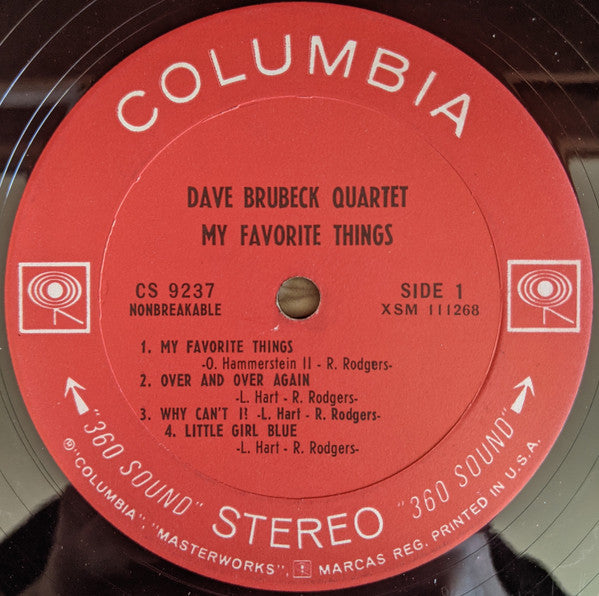 COLUMBIA
DAVE BRUBECK QUARTET
MY FAVORITE THINGS
CS 9237
NONBREAKABLE
SIDE 1
XSM 111268
1. MY FAVORITE THINGS
-O. Hammerstein II - R. Rodgers-
2. OVER AND OVER AGAIN
-L. Hart - R. Rodgers-
3. WHY CAN'T I! -L. Hart - R. Rodgers-
4. LITTLE GIRL BLUE
-L. Hart - R. Rodgers-
"360 SOUND" STEREO "360 SOUND"
Ⓟ "COLUMBIA", "MASTERWORKS", MARCAS REG. PRINTED IN U.S.A.